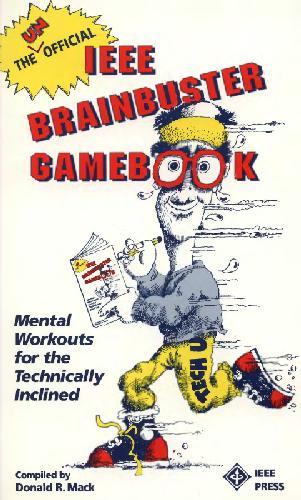 THE UN OFFICIAL
IEEE
BRAINBUSTER
GAMEBOOK
Mental
Workouts
for the
Technically
Inclined
TECH U
Compiled by
Donald R. Mack
IEEE
PRESS